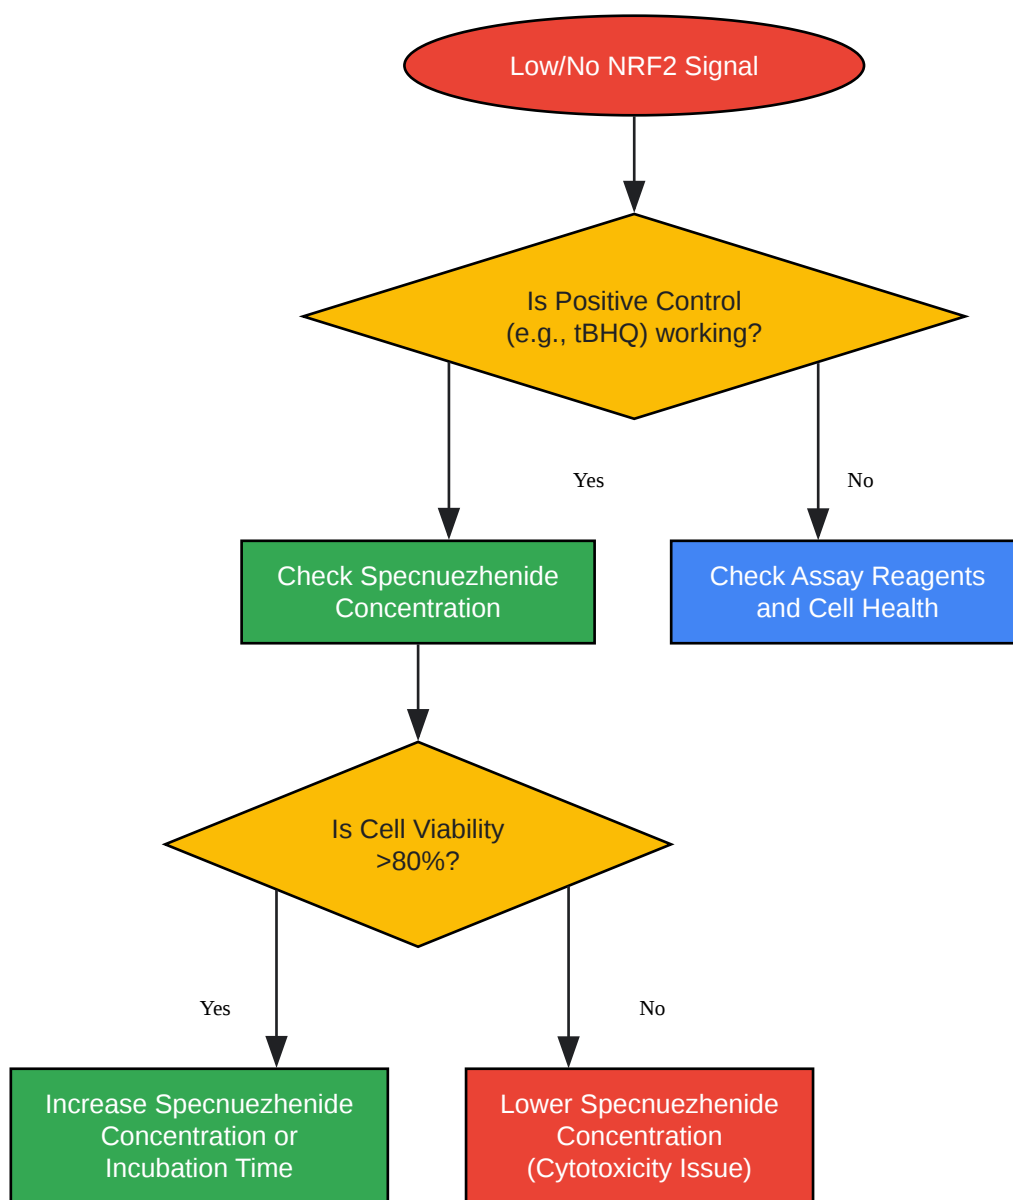 Low/No NRF2 Signal
Is Positive Control
(e.g., tBHQ) working?
Yes
No
Check Specnuezhenide
Concentration
Check Assay Reagents
and Cell Health
Is Cell Viability
>80%?
Yes
No
Increase Specnuezhenide
Concentration or
Incubation Time
Lower Specnuezhenide
Concentration
(Cytotoxicity Issue)